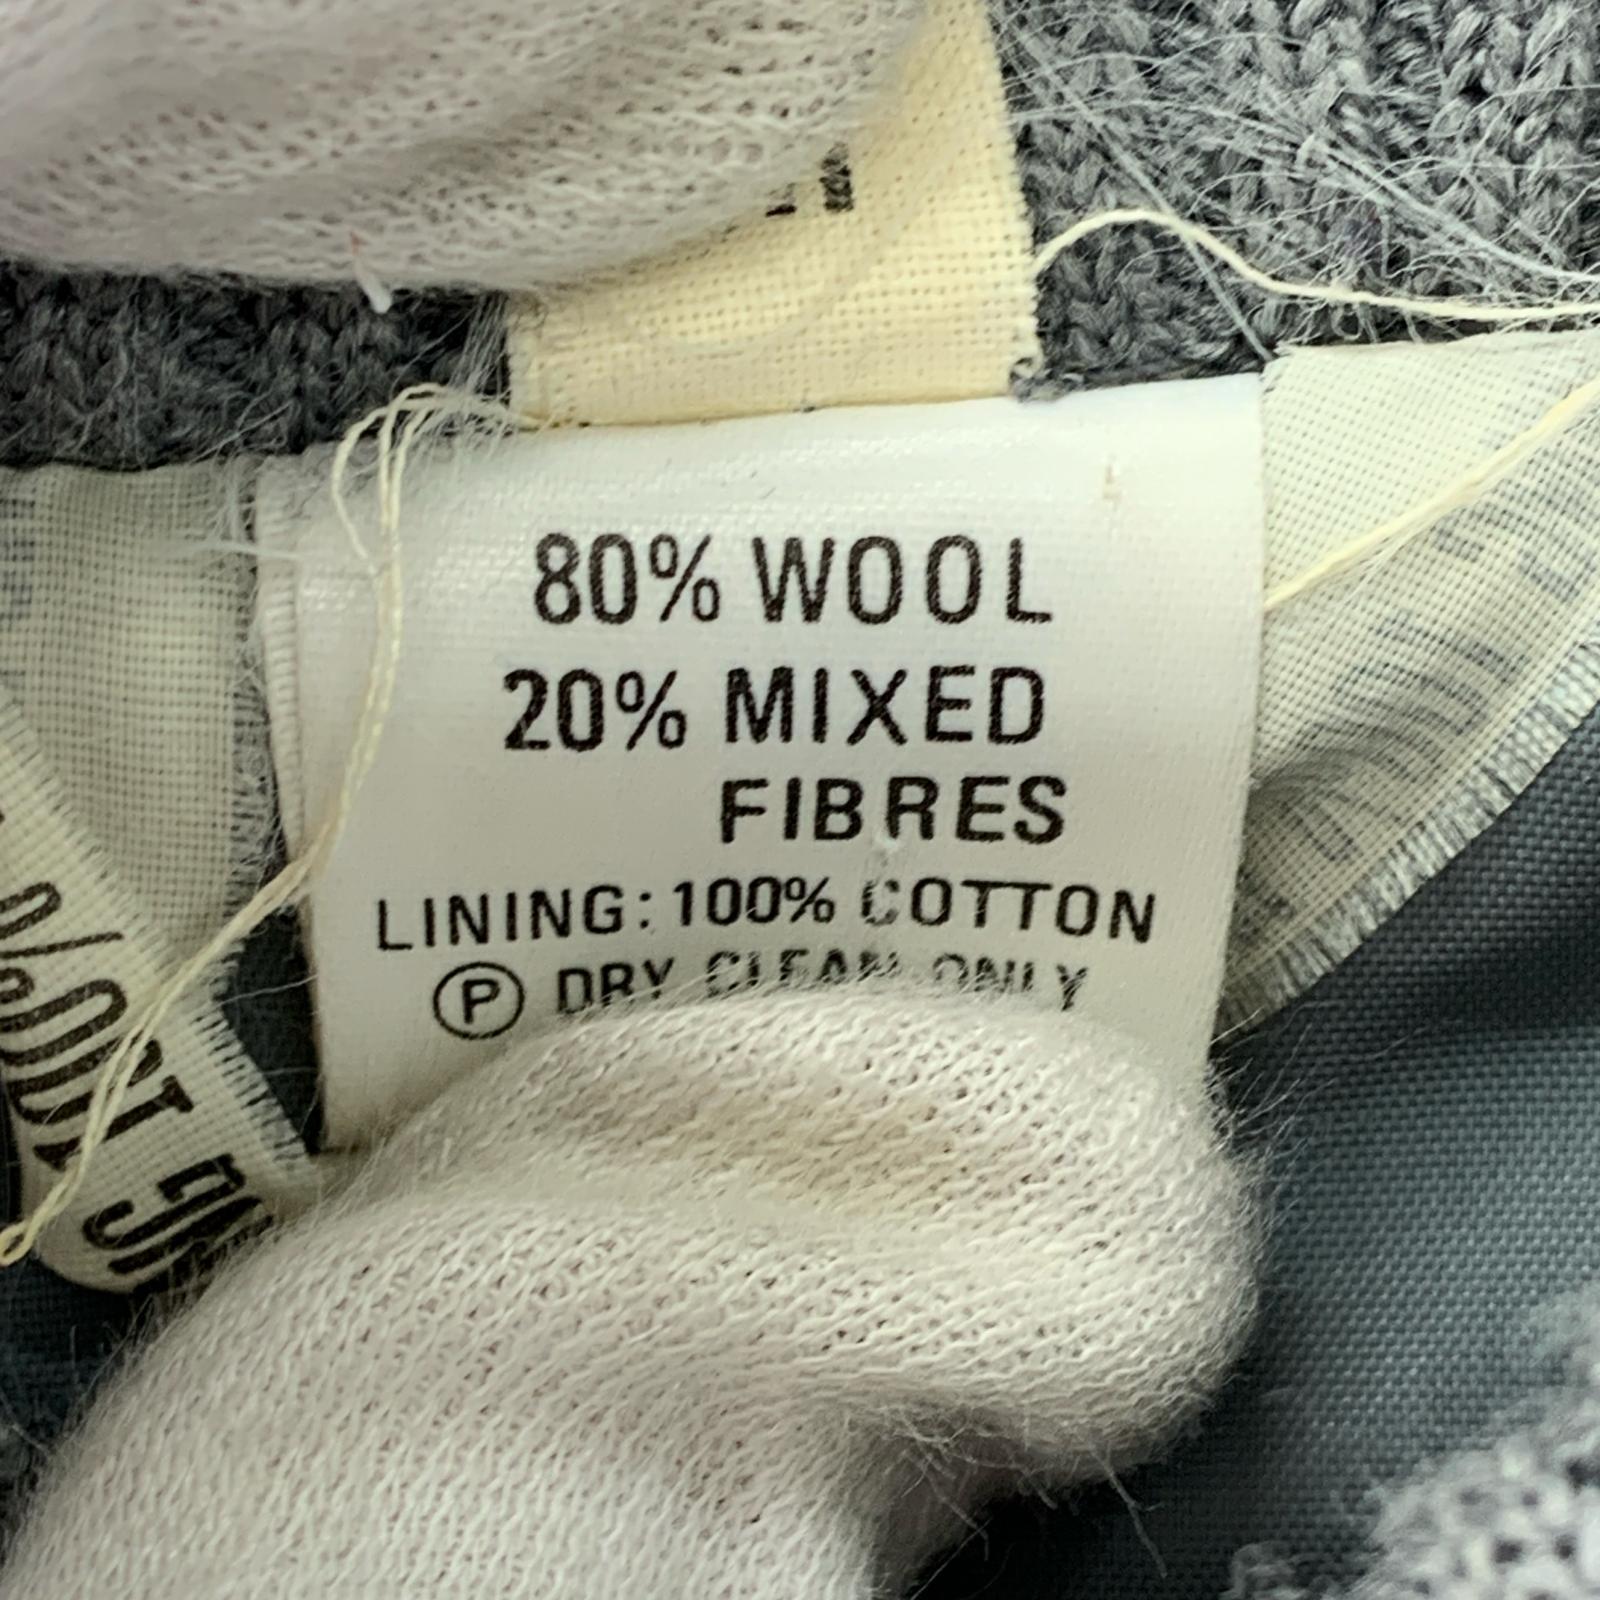 80% WOOL
20% MIXED
FIBRES
LINING: 100% COTTON
Ⓟ DRY CLEAN ONLY